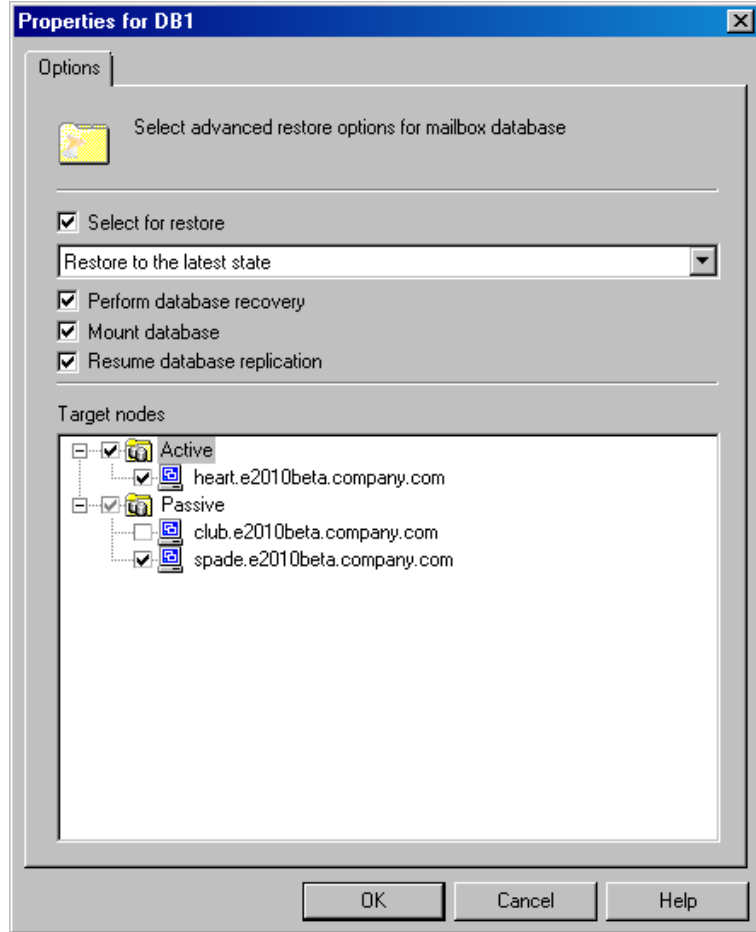 Properties for DB1
Options
Select advanced restore options for mailbox database
Select for restore
Restore to the latest state
Perform database recovery
Mount database
Resume database replication
Target nodes
Active
heart.e2010beta.company.com
Passive
club.e2010beta.company.com
spade.e2010beta.company.com
OK Cancel Help